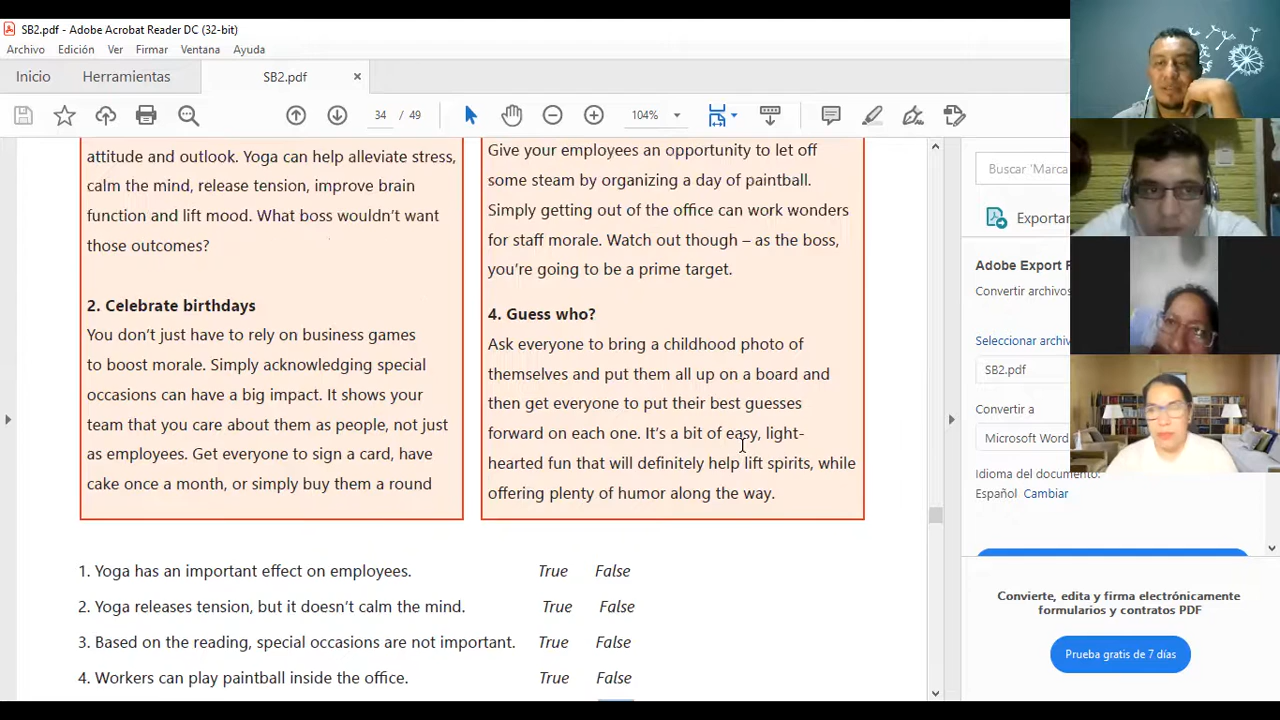 SB2.pdf - Adobe Acrobat Reader DC (32-bit)
Archivo Edición Ver Firmar Ventana Ayuda
Inicio Herramientas SB2.pdf ×
34 / 49 104%
attitude and outlook. Yoga can help alleviate stress,
calm the mind, release tension, improve brain
function and lift mood. What boss wouldn't want
those outcomes?
2. Celebrate birthdays
You don't just have to rely on business games
to boost morale. Simply acknowledging special
occasions can have a big impact. It shows your
team that you care about them as people, not just
as employees. Get everyone to sign a card, have
cake once a month, or simply buy them a round
Give your employees an opportunity to let off
some steam by organizing a day of paintball.
Simply getting out of the office can work wonders
for staff morale. Watch out though – as the boss,
you're going to be a prime target.
4. Guess who?
Ask everyone to bring a childhood photo of
themselves and put them all up on a board and
then get everyone to put their best guesses
forward on each one. It's a bit of easy, light-
hearted fun that will definitely help lift spirits, while
offering plenty of humor along the way.
1. Yoga has an important effect on employees. True False
2. Yoga releases tension, but it doesn't calm the mind. True False
3. Based on the reading, special occasions are not important. True False
4. Workers can play paintball inside the office. True False
Buscar 'Marca
Exportar
Adobe Export
Convertir archivos
Seleccionar archiv
SB2.pdf
Convertir a
Microsoft Word
Idioma del documento:
Español Cambiar
Convierte, edita y firma electrónicamente
formularios y contratos PDF
Prueba gratis de 7 días